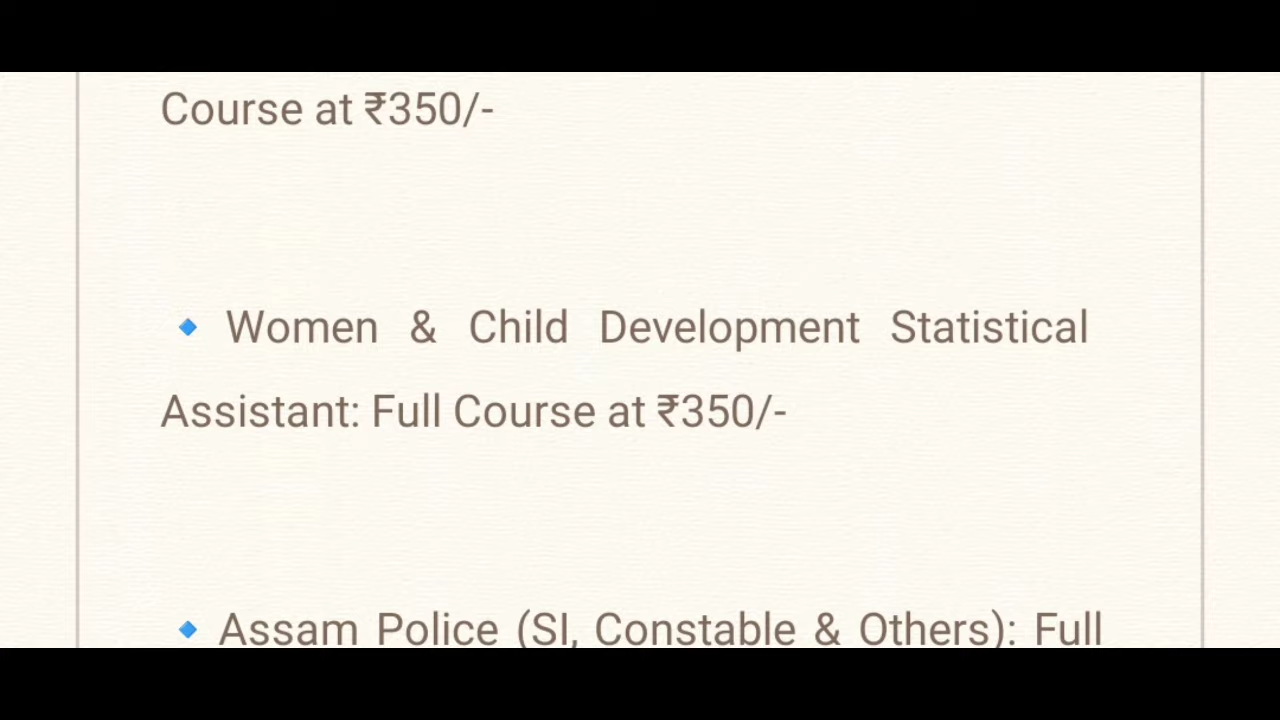 Course at ₹350/-
🔹 Women & Child Development Statistical
Assistant: Full Course at ₹350/-
🔹 Assam Police (SI, Constable & Others): Full